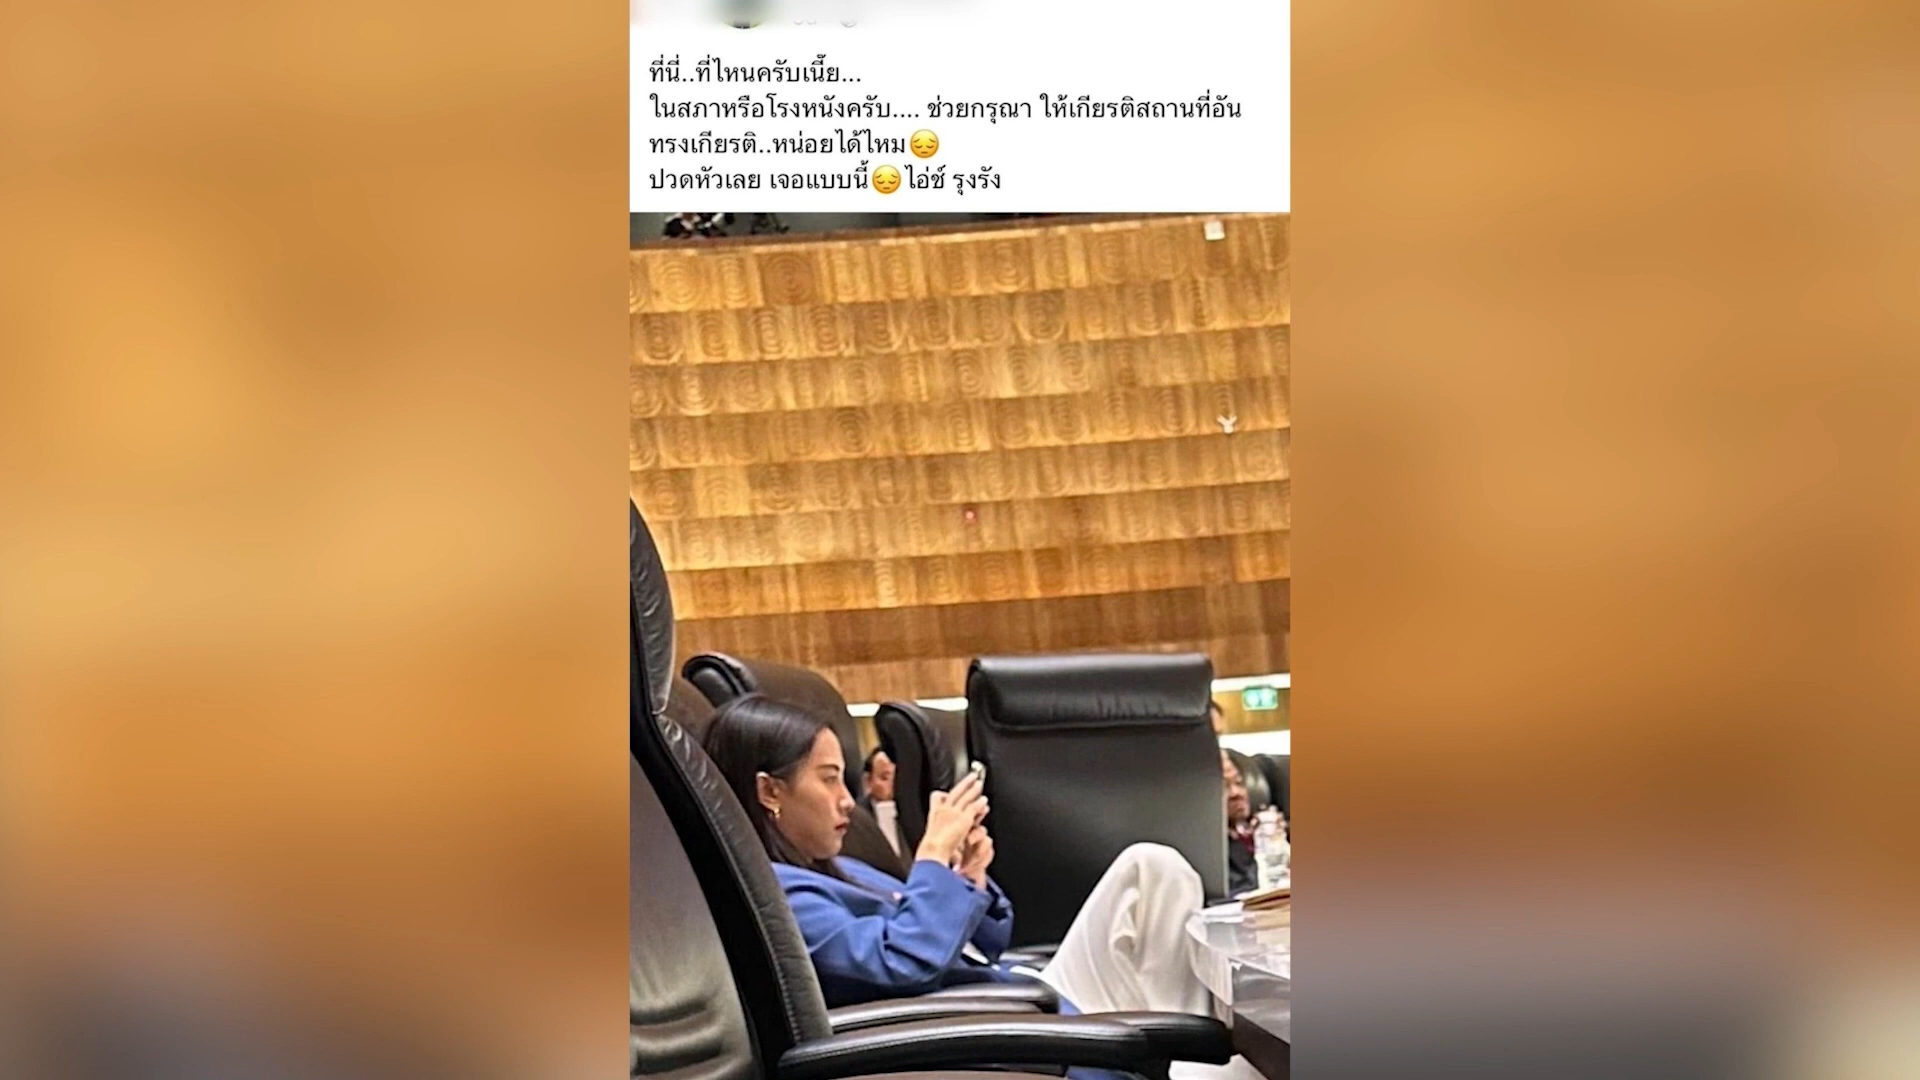 ที่นี่..ที่ไหนครับเนี๊ย...
ในสภาหรือโรงหนังครับ.... ช่วยกรุณา ให้เกียรติสถานที่อัน
ทรงเกียรติ..หน่อยได้ไหม😔
ปวดหัวเลย เจอแบบนี้😔ไอ่ช์ รุงรัง